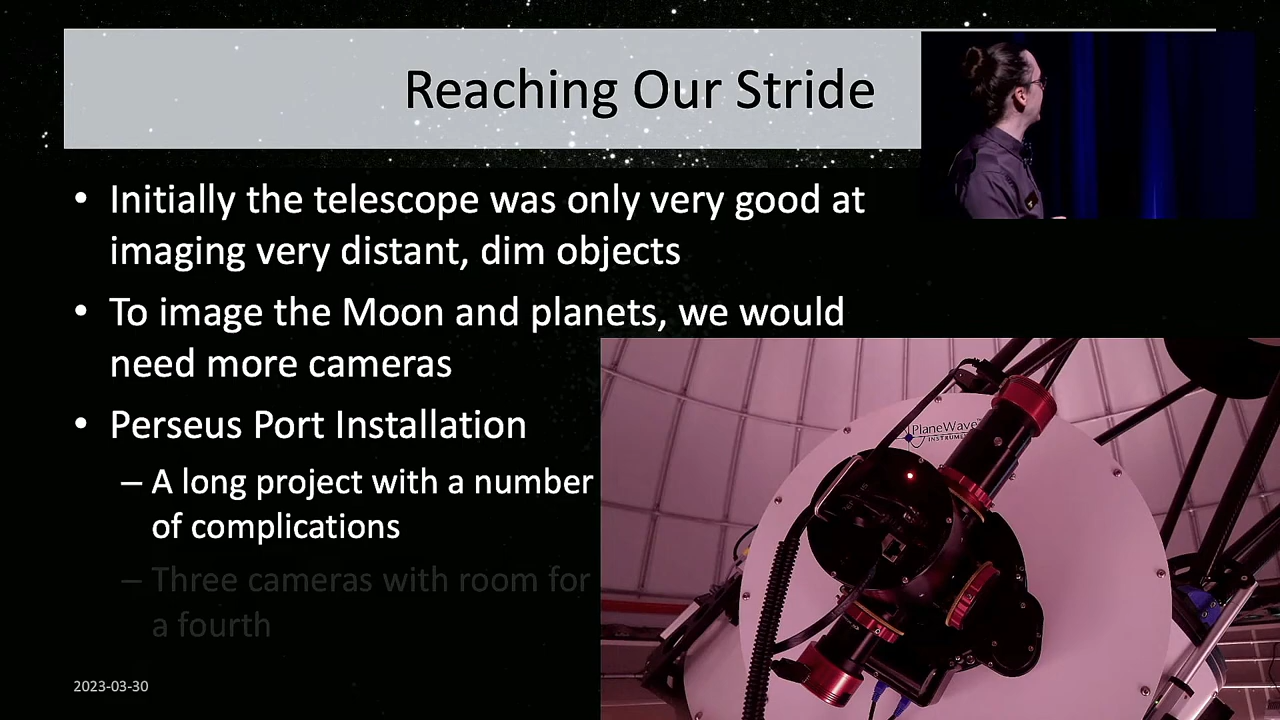 Reaching Our Stride
• Initially the telescope was only very good at
imaging very distant, dim objects
• To image the Moon and planets, we would
need more cameras
• Perseus Port Installation
– A long project with a number
of complications
– Three cameras with room for
a fourth
PlaneWave
INSTRUMENTS
2023-03-30